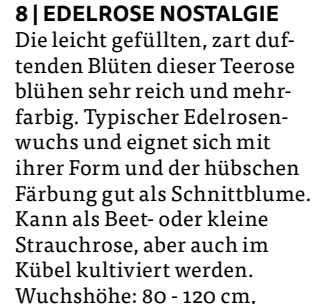 8 | EDELROSE NOSTALGIE
Die leicht gefüllten, zart duf-
tenden Blüten dieser Teerose
blühen sehr reich und mehr-
farbig. Typischer Edelrosen-
wuchs und eignet sich mit
ihrer Form und der hübschen
Färbung gut als Schnittblume.
Kann als Beet- oder kleine
Strauchrose, aber auch im
Kübel kultiviert werden.
Wuchshöhe: 80 - 120 cm.